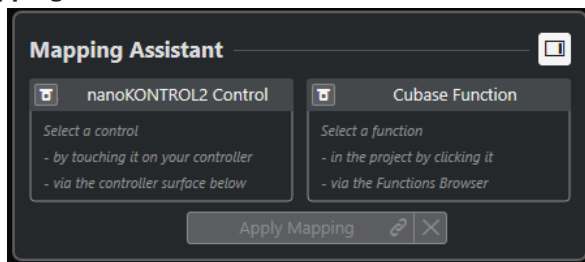 Mapping Assistant
nanoKONTROL2 Control
Cubase Function
Select a control
- by touching it on your controller
- via the controller surface below
Select a function
- in the project by clicking it
- via the Functions Browser
Apply Mapping